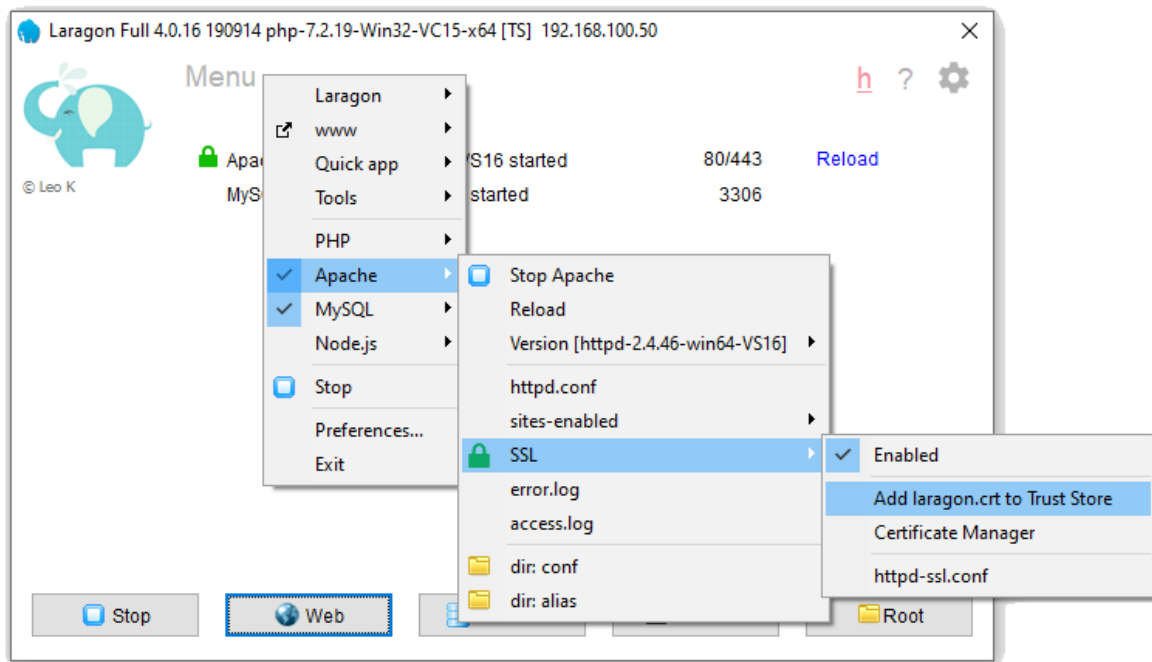 Laragon Full 4.0.16 190914 php-7.2.19-Win32-VC15-x64 [TS] 192.168.100.50
Menu
h ?
© Leo K
S16 started 80/443 Reload
started 3306
Laragon
www
Quick app
Tools
PHP
Apache
MySQL
Node.js
Stop
Preferences...
Exit
Stop Apache
Reload
Version [httpd-2.4.46-win64-VS16]
httpd.conf
sites-enabled
SSL
error.log
access.log
dir: conf
dir: alias
Enabled
Add laragon.crt to Trust Store
Certificate Manager
httpd-ssl.conf
Stop
Web
Root